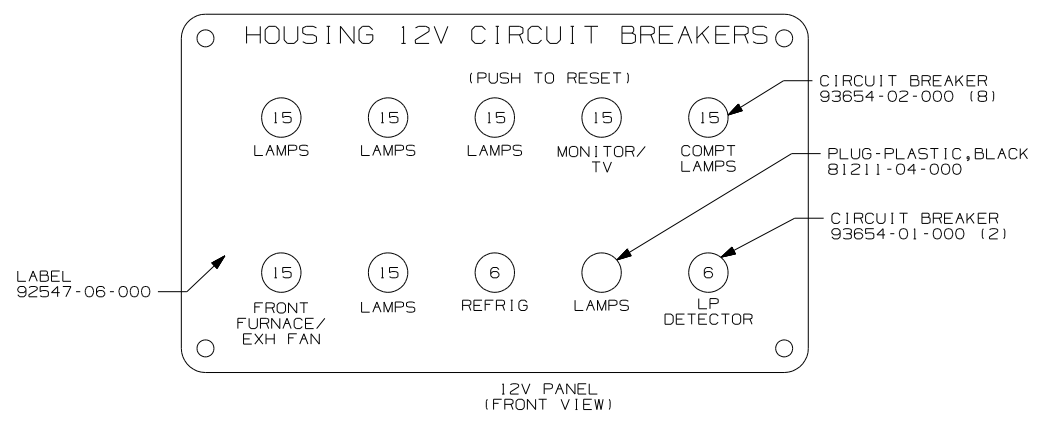 HOUSING 12V CIRCUIT BREAKERS
(PUSH TO RESET)
CIRCUIT BREAKER
93654-02-000 (8)
15 15 15 15 15
LAMPS LAMPS LAMPS MONITOR/
TV COMPT
LAMPS
PLUG-PLASTIC,BLACK
81211-04-000
CIRCUIT BREAKER
93654-01-000 (2)
LABEL
92547-06-000
15 15 6 6
FRONT
FURNACE/
EXH FAN
LAMPS REFRIG LAMPS LP
DETECTOR
12V PANEL
(FRONT VIEW)